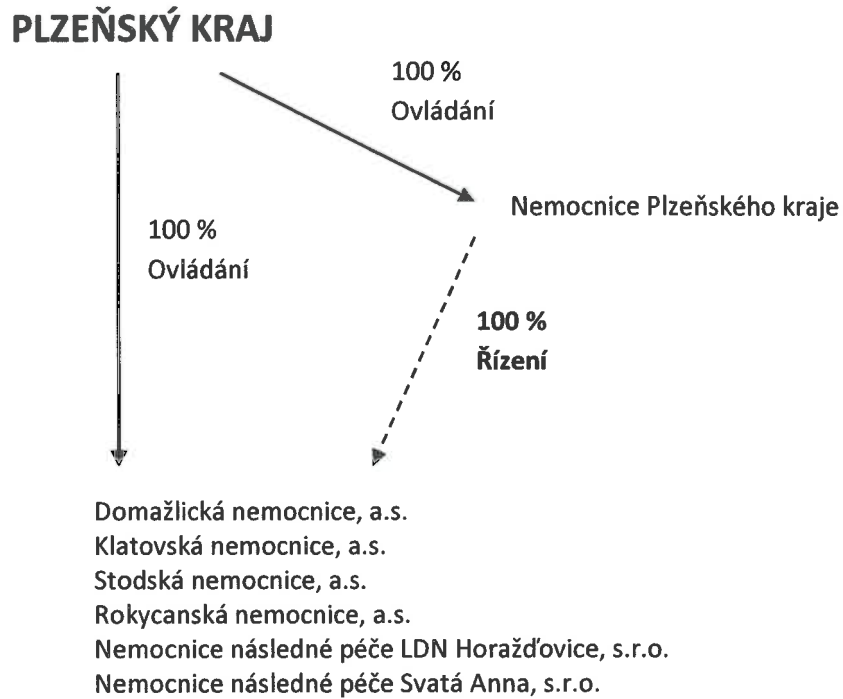 PLZEŇSKÝ KRAJ
100 %
Ovládání
Nemocnice Plzeňského kraje
100 %
Ovládání
100 %
Řízení
Domažlická nemocnice, a.s.
Klatovská nemocnice, a.s.
Stodská nemocnice, a.s.
Rokycanská nemocnice, a.s.
Nemocnice následné péče LDN Horažďovice, s.r.o.
Nemocnice následné péče Svatá Anna, s.r.o.